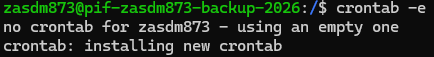 zasdm873@pif-zasdm873-backup-2026:/$ crontab -e
no crontab for zasdm873 - using an empty one
crontab: installing new crontab